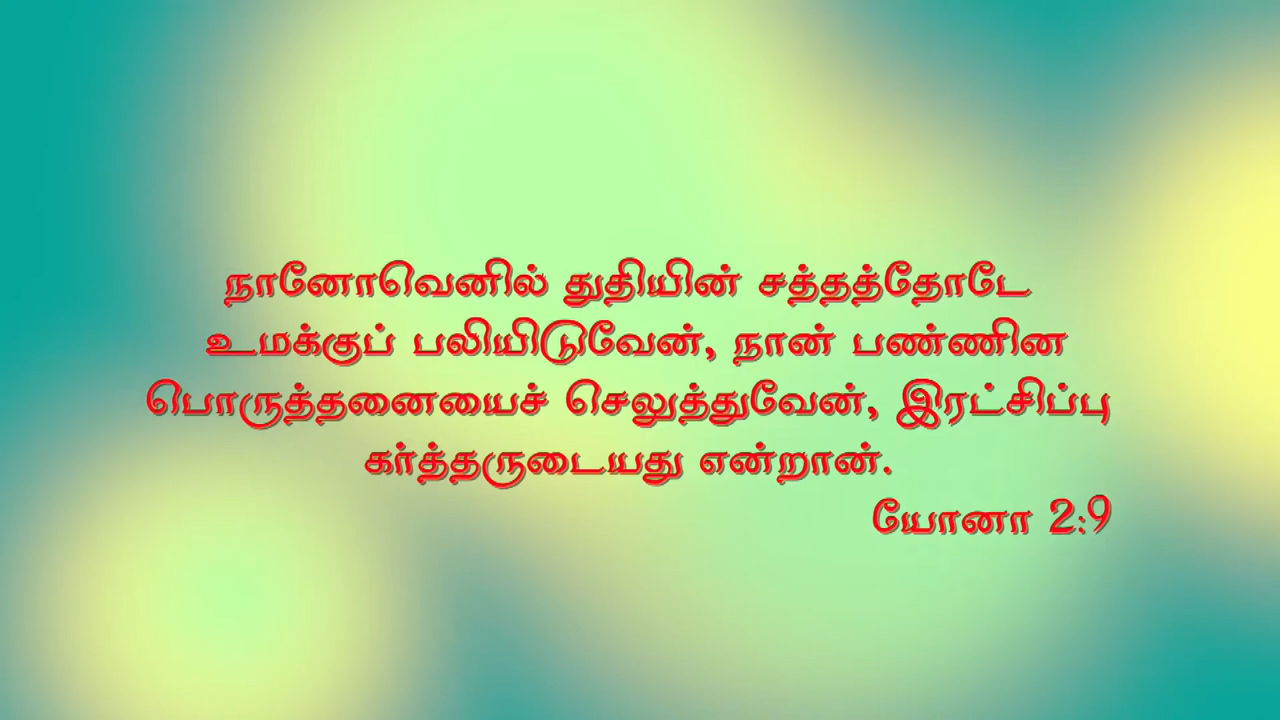 நானோவெனில் துதியின் சத்தத்தோடே
உமக்குப் பலியிடுவேன், நான் பண்ணின
பொருத்தனையைச் செலுத்துவேன், இரட்சிப்பு
கர்த்தருடையது என்றான்.
யோனா 2:9